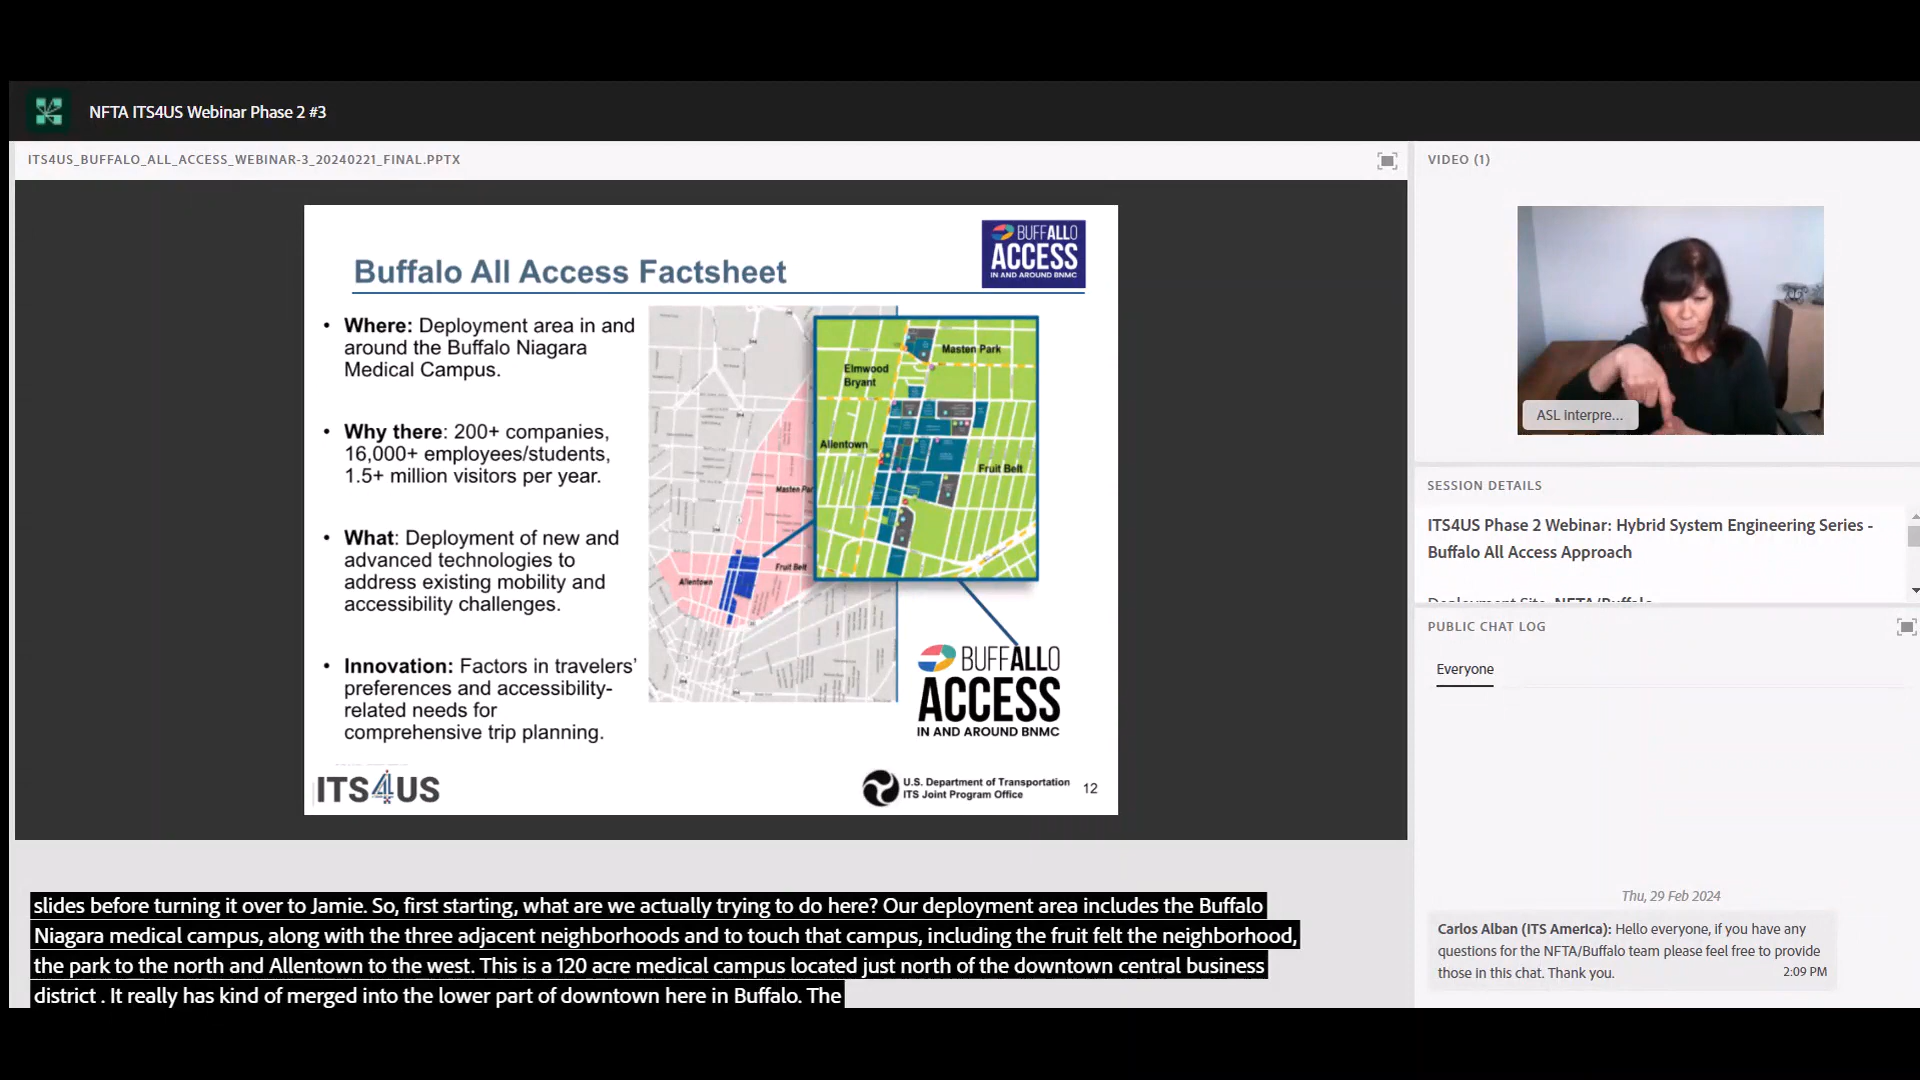 NFTA ITS4US Webinar Phase 2 #3
ITS4US_BUFFALO_ALL_ACCESS_WEBINAR-3_20240221_FINAL.PPTX
BUFFALLO
ACCESS
IN AND AROUND BNMC
Buffalo All Access Factsheet
• Where: Deployment area in and
around the Buffalo Niagara
Medical Campus.
• Why there: 200+ companies,
16,000+ employees/students,
1.5+ million visitors per year.
• What: Deployment of new and
advanced technologies to
address existing mobility and
accessibility challenges.
• Innovation: Factors in travelers’
preferences and accessibility-
related needs for
comprehensive trip planning.
Masten Par
Allentown
Fruit Belt
Masten Park
Elmwood
Bryant
Allentown
Fruit Belt
BUFFALLO
ACCESS
IN AND AROUND BNMC
ITS4US
U.S. Department of Transportation
ITS Joint Program Office
12
slides before turning it over to Jamie. So, first starting, what are we actually trying to do here? Our deployment area includes the Buffalo
Niagara medical campus, along with the three adjacent neighborhoods and to touch that campus, including the fruit felt the neighborhood,
the park to the north and Allentown to the west. This is a 120 acre medical campus located just north of the downtown central business
district . It really has kind of merged into the lower part of downtown here in Buffalo. The
VIDEO (1)
ASL Interpre...
SESSION DETAILS
ITS4US Phase 2 Webinar: Hybrid System Engineering Series -
Buffalo All Access Approach
Deployment Site: NFTA/Buffalo
PUBLIC CHAT LOG
Everyone
Thu, 29 Feb 2024
Carlos Alban (ITS America): Hello everyone, if you have any
questions for the NFTA/Buffalo team please feel free to provide
those in this chat. Thank you.
2:09 PM